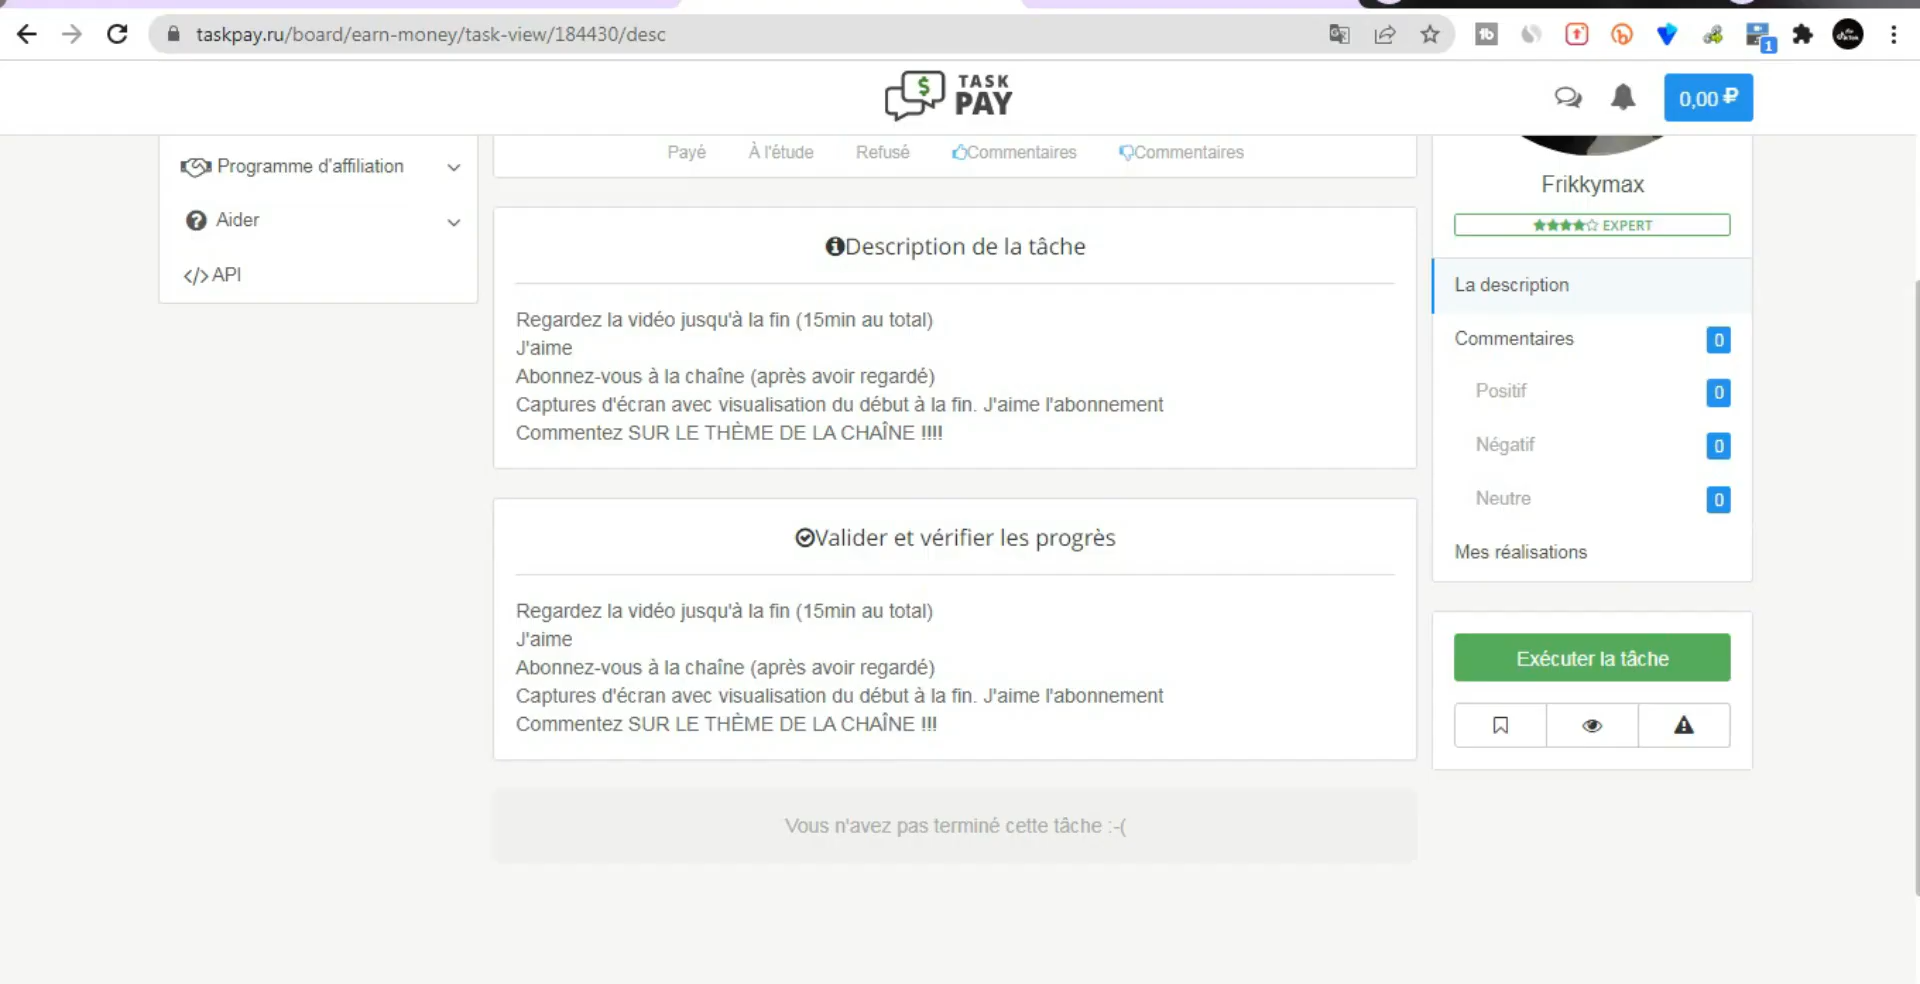 taskpay.ru/board/earn-money/task-view/184430/desc
1
TASK
PAY
0,00 ₽
Programme d'affiliation
Aider
</> API
Payé À l'étude Refusé Commentaires Commentaires
Description de la tâche
Regardez la vidéo jusqu'à la fin (15min au total)
J'aime
Abonnez-vous à la chaîne (après avoir regardé)
Captures d'écran avec visualisation du début à la fin. J'aime l'abonnement
Commentez SUR LE THÈME DE LA CHAÎNE !!!!
Valider et vérifier les progrès
Regardez la vidéo jusqu'à la fin (15min au total)
J'aime
Abonnez-vous à la chaîne (après avoir regardé)
Captures d'écran avec visualisation du début à la fin. J'aime l'abonnement
Commentez SUR LE THÈME DE LA CHAÎNE !!!
Vous n'avez pas terminé cette tâche :-(
Frikkymax
★★★★☆ EXPERT
La description
Commentaires 0
Positif 0
Négatif 0
Neutre 0
Mes réalisations
Exécuter la tâche